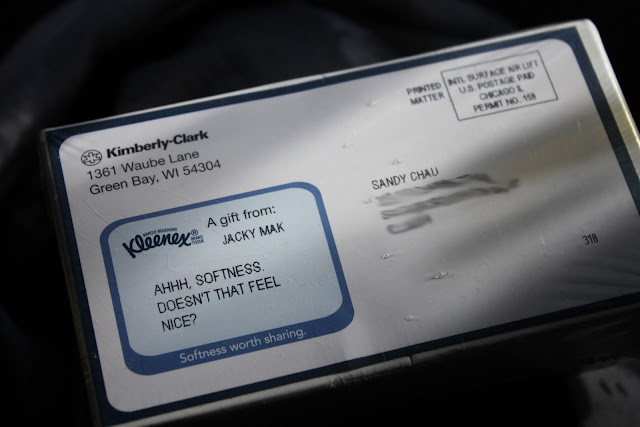 Kimberly-Clark
1361 Waube Lane
Green Bay, WI 54304
PRINTED
MATTER
INTL SURFACE AIR LIFT
U.S. POSTAGE PAID
CHICAGO IL
PERMIT NO. 158
Kleenex®
A gift from:
JACKY MAK
AHHH, SOFTNESS.
DOESN'T THAT FEEL
NICE?
Softness worth sharing.
SANDY CHAU
318